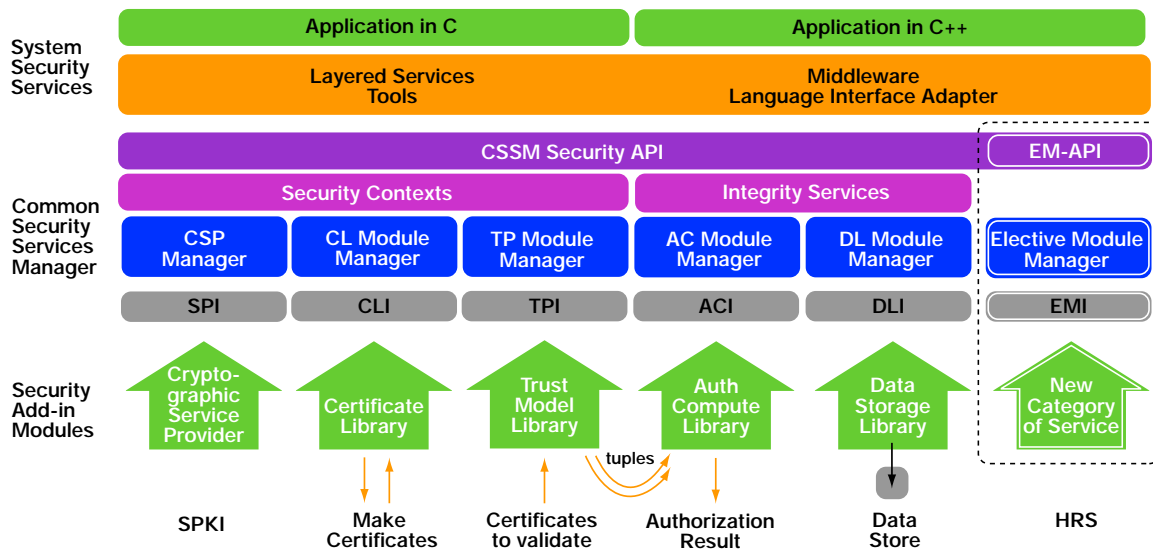 Application in C
Application in C++
System
Security
Services
Layered Services
Tools
Middleware
Language Interface Adapter
CSSM Security API
EM-API
Security Contexts
Integrity Services
Common
Security
Services
Manager
CSP
Manager
CL Module
Manager
TP Module
Manager
AC Module
Manager
DL Module
Manager
Elective Module
Manager
SPI
CLI
TPI
ACI
DLI
EMI
Security
Add-in
Modules
Crypto-
graphic
Service
Provider
Certificate
Library
Trust
Model
Library
Auth
Compute
Library
Data
Storage
Library
New
Category
of Service
tuples
SPKI
Make
Certificates
Certificates
to validate
Authorization
Result
Data
Store
HRS